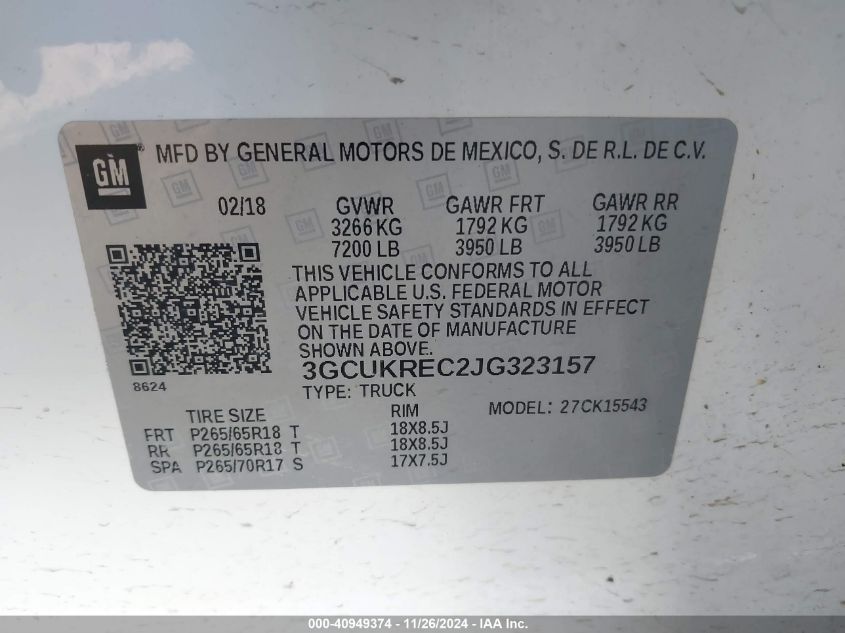 GM® MFD BY GENERAL MOTORS DE MEXICO, S. DE R.L. DE C.V.
02/18 GVWR GAWR FRT GAWR RR
3266 KG 1792 KG 1792 KG
7200 LB 3950 LB 3950 LB
THIS VEHICLE CONFORMS TO ALL
APPLICABLE U.S. FEDERAL MOTOR
VEHICLE SAFETY STANDARDS IN EFFECT
ON THE DATE OF MANUFACTURE
SHOWN ABOVE.
3GCUKREC2JG323157
8624
TYPE: TRUCK
MODEL: 27CK15543
TIRE SIZE RIM
FRT P265/65R18 T 18X8.5J
RR P265/65R18 T 18X8.5J
SPA P265/70R17 S 17X7.5J
000-40949374 - 11/26/2024 - IAA Inc.